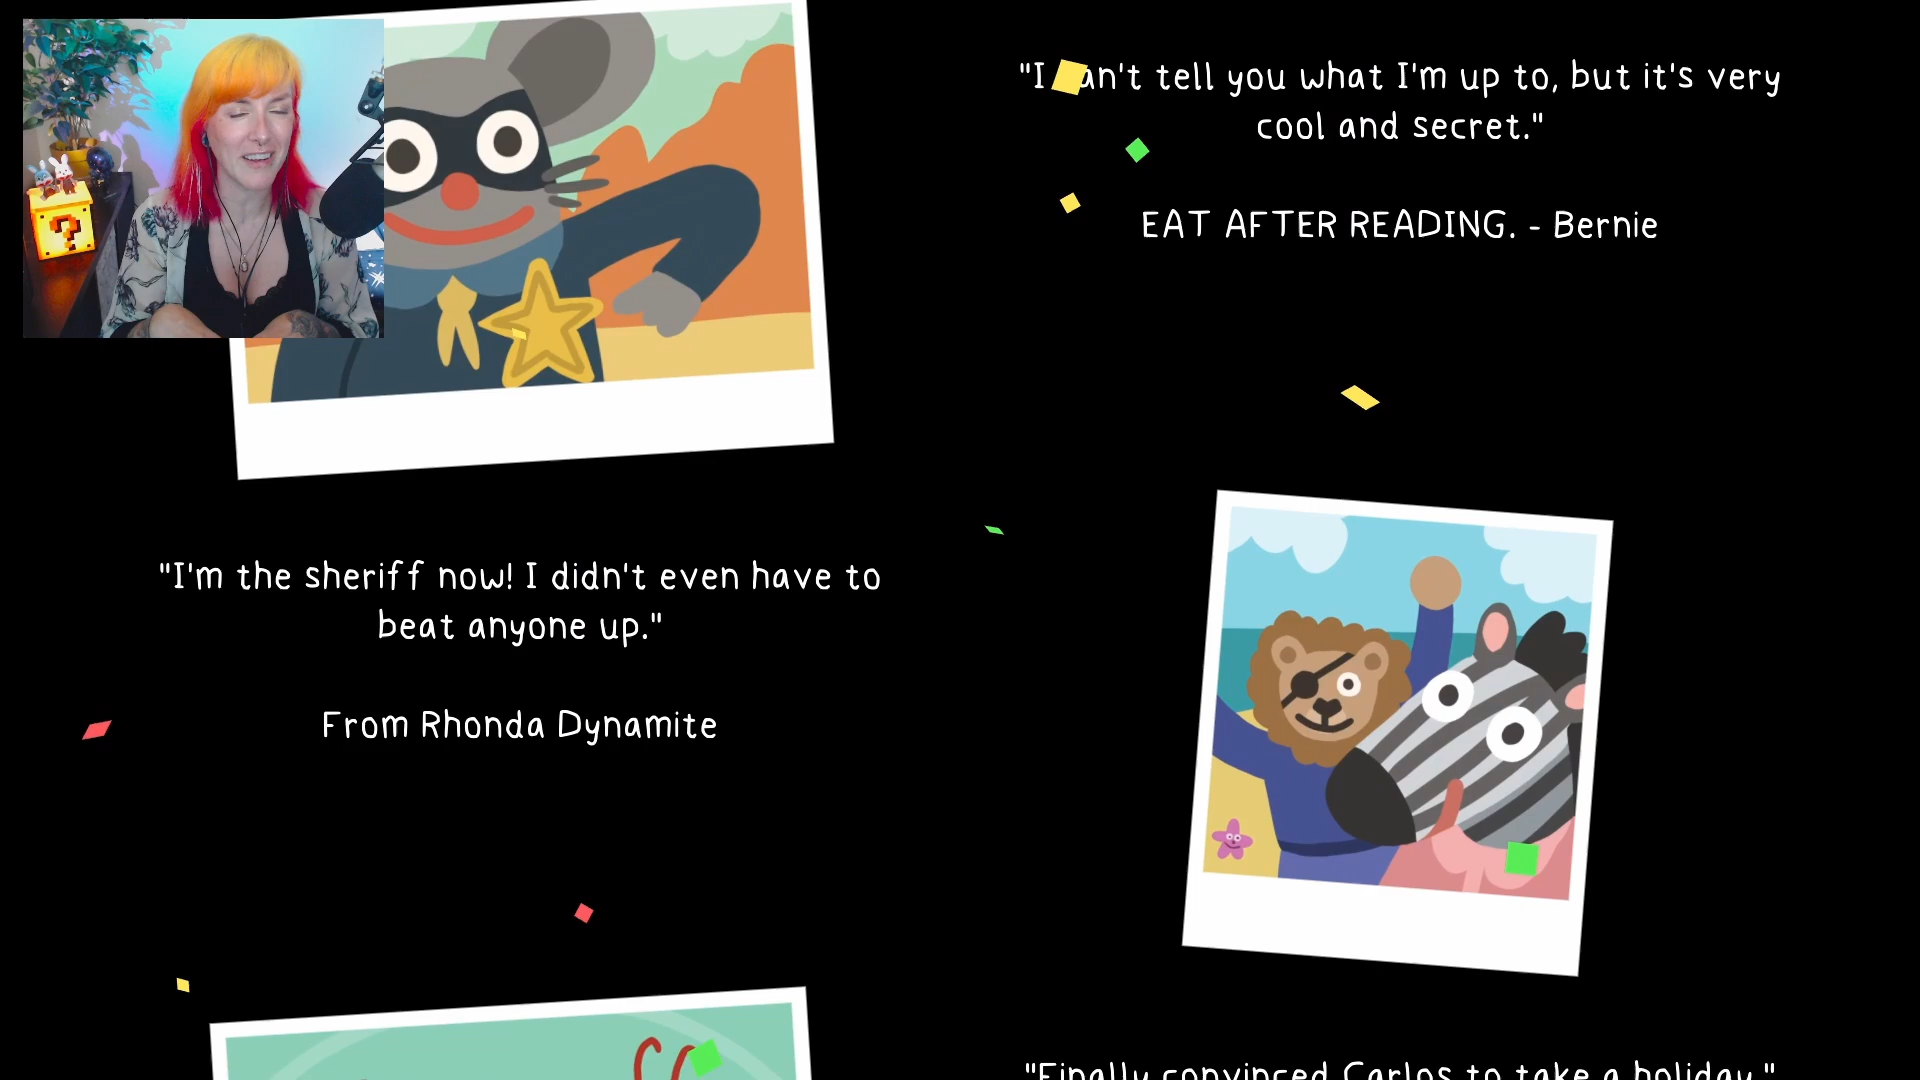 "I can't tell you what I'm up to, but it's very
cool and secret."
EAT AFTER READING. - Bernie
"I'm the sheriff now! I didn't even have to
beat anyone up."
From Rhonda Dynamite
"Finally convinced Carlos to take a holiday."